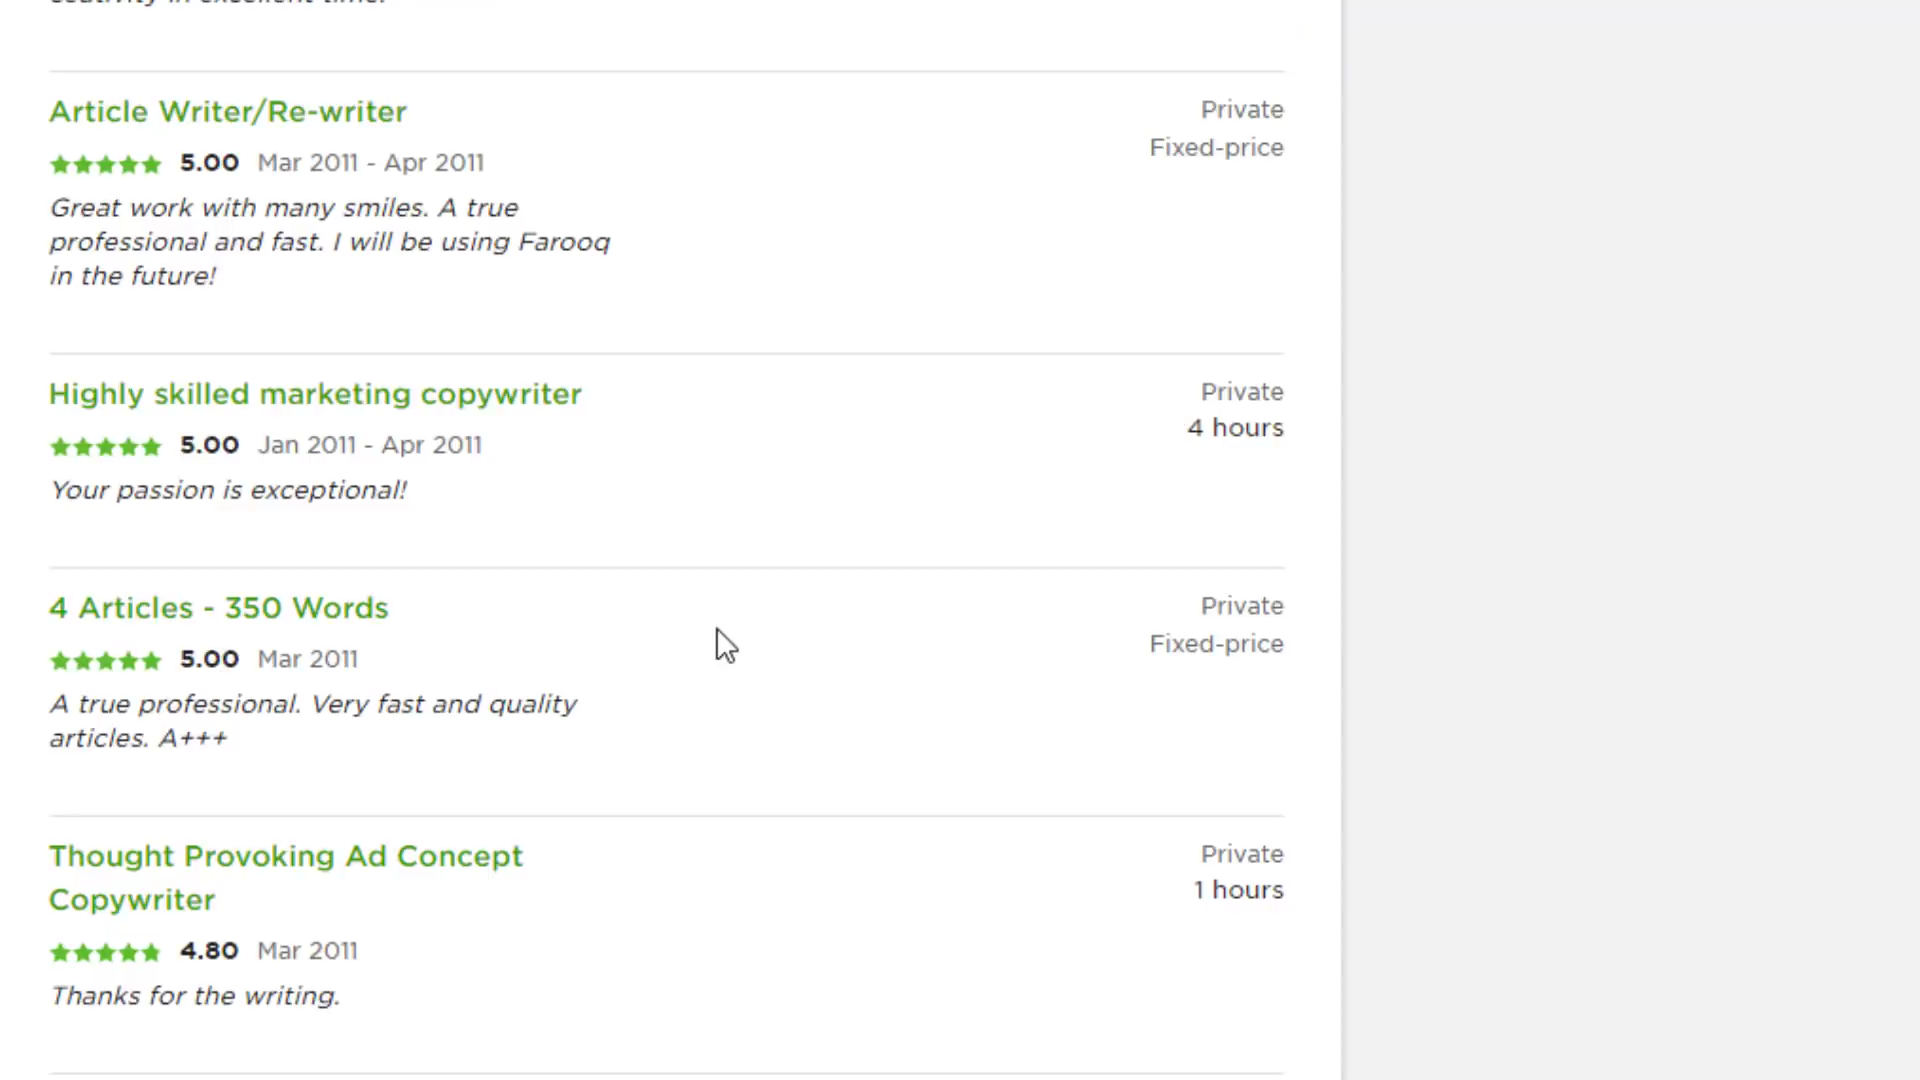 in excellent time.
Article Writer/Re-writer
Private
Fixed-price
5.00 Mar 2011 - Apr 2011
Great work with many smiles. A true
professional and fast. I will be using Farooq
in the future!
Highly skilled marketing copywriter
Private
4 hours
5.00 Jan 2011 - Apr 2011
Your passion is exceptional!
4 Articles - 350 Words
Private
Fixed-price
5.00 Mar 2011
A true professional. Very fast and quality
articles. A+++
Thought Provoking Ad Concept
Copywriter
Private
1 hours
4.80 Mar 2011
Thanks for the writing.